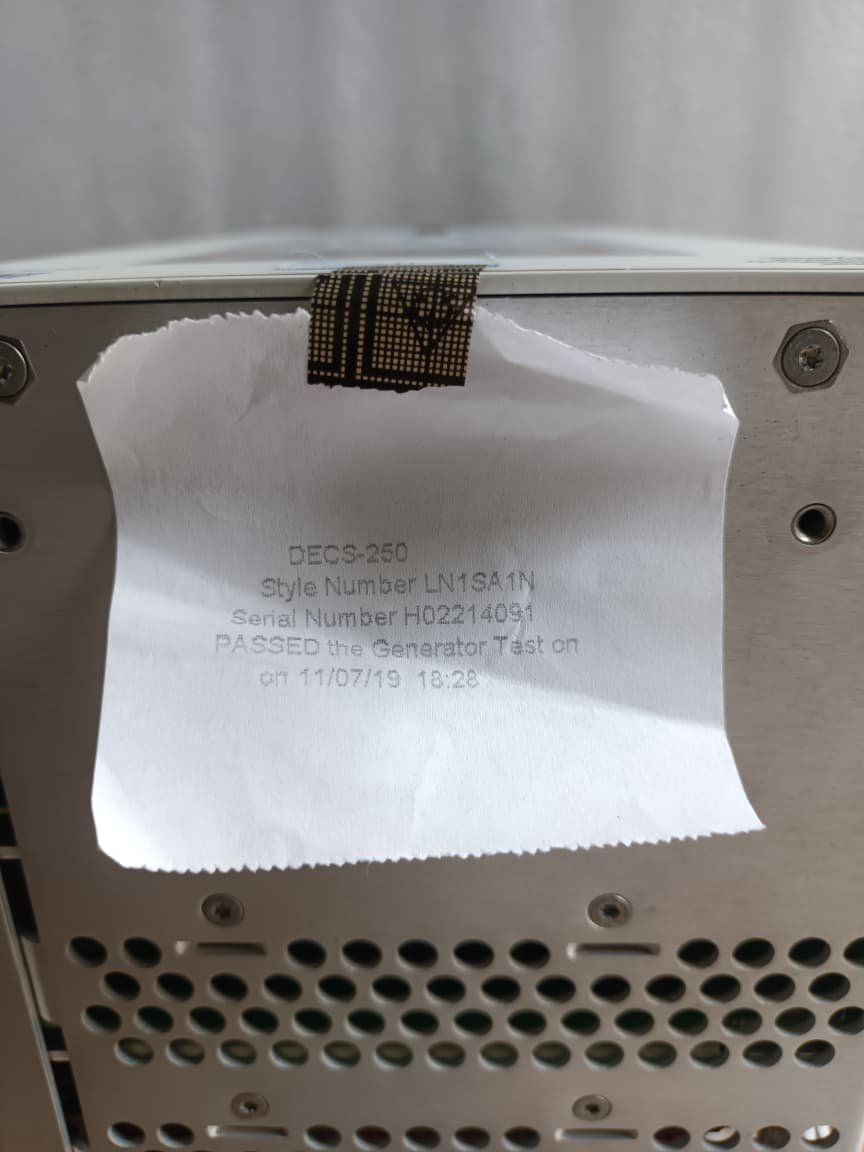 DECS-250
Style Number LN1SA1N
Serial Number H02214091
PASSED the Generator Test on
on 11/07/19 18:28